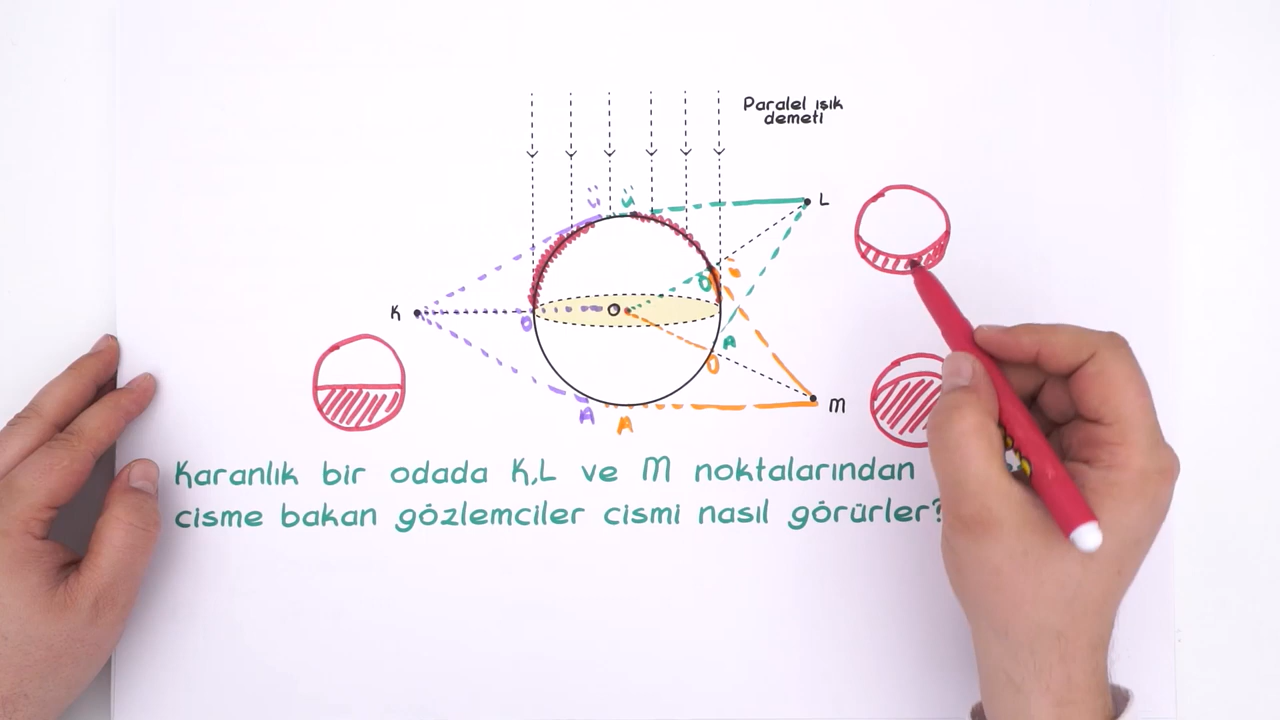 Paralel ışık
demeti
Ü Ü
L
K
O
O
O
A
O
M
A
A
Karanlık bir odada K,L ve M noktalarından
cisme bakan gözlemciler cismi nasıl görürler?